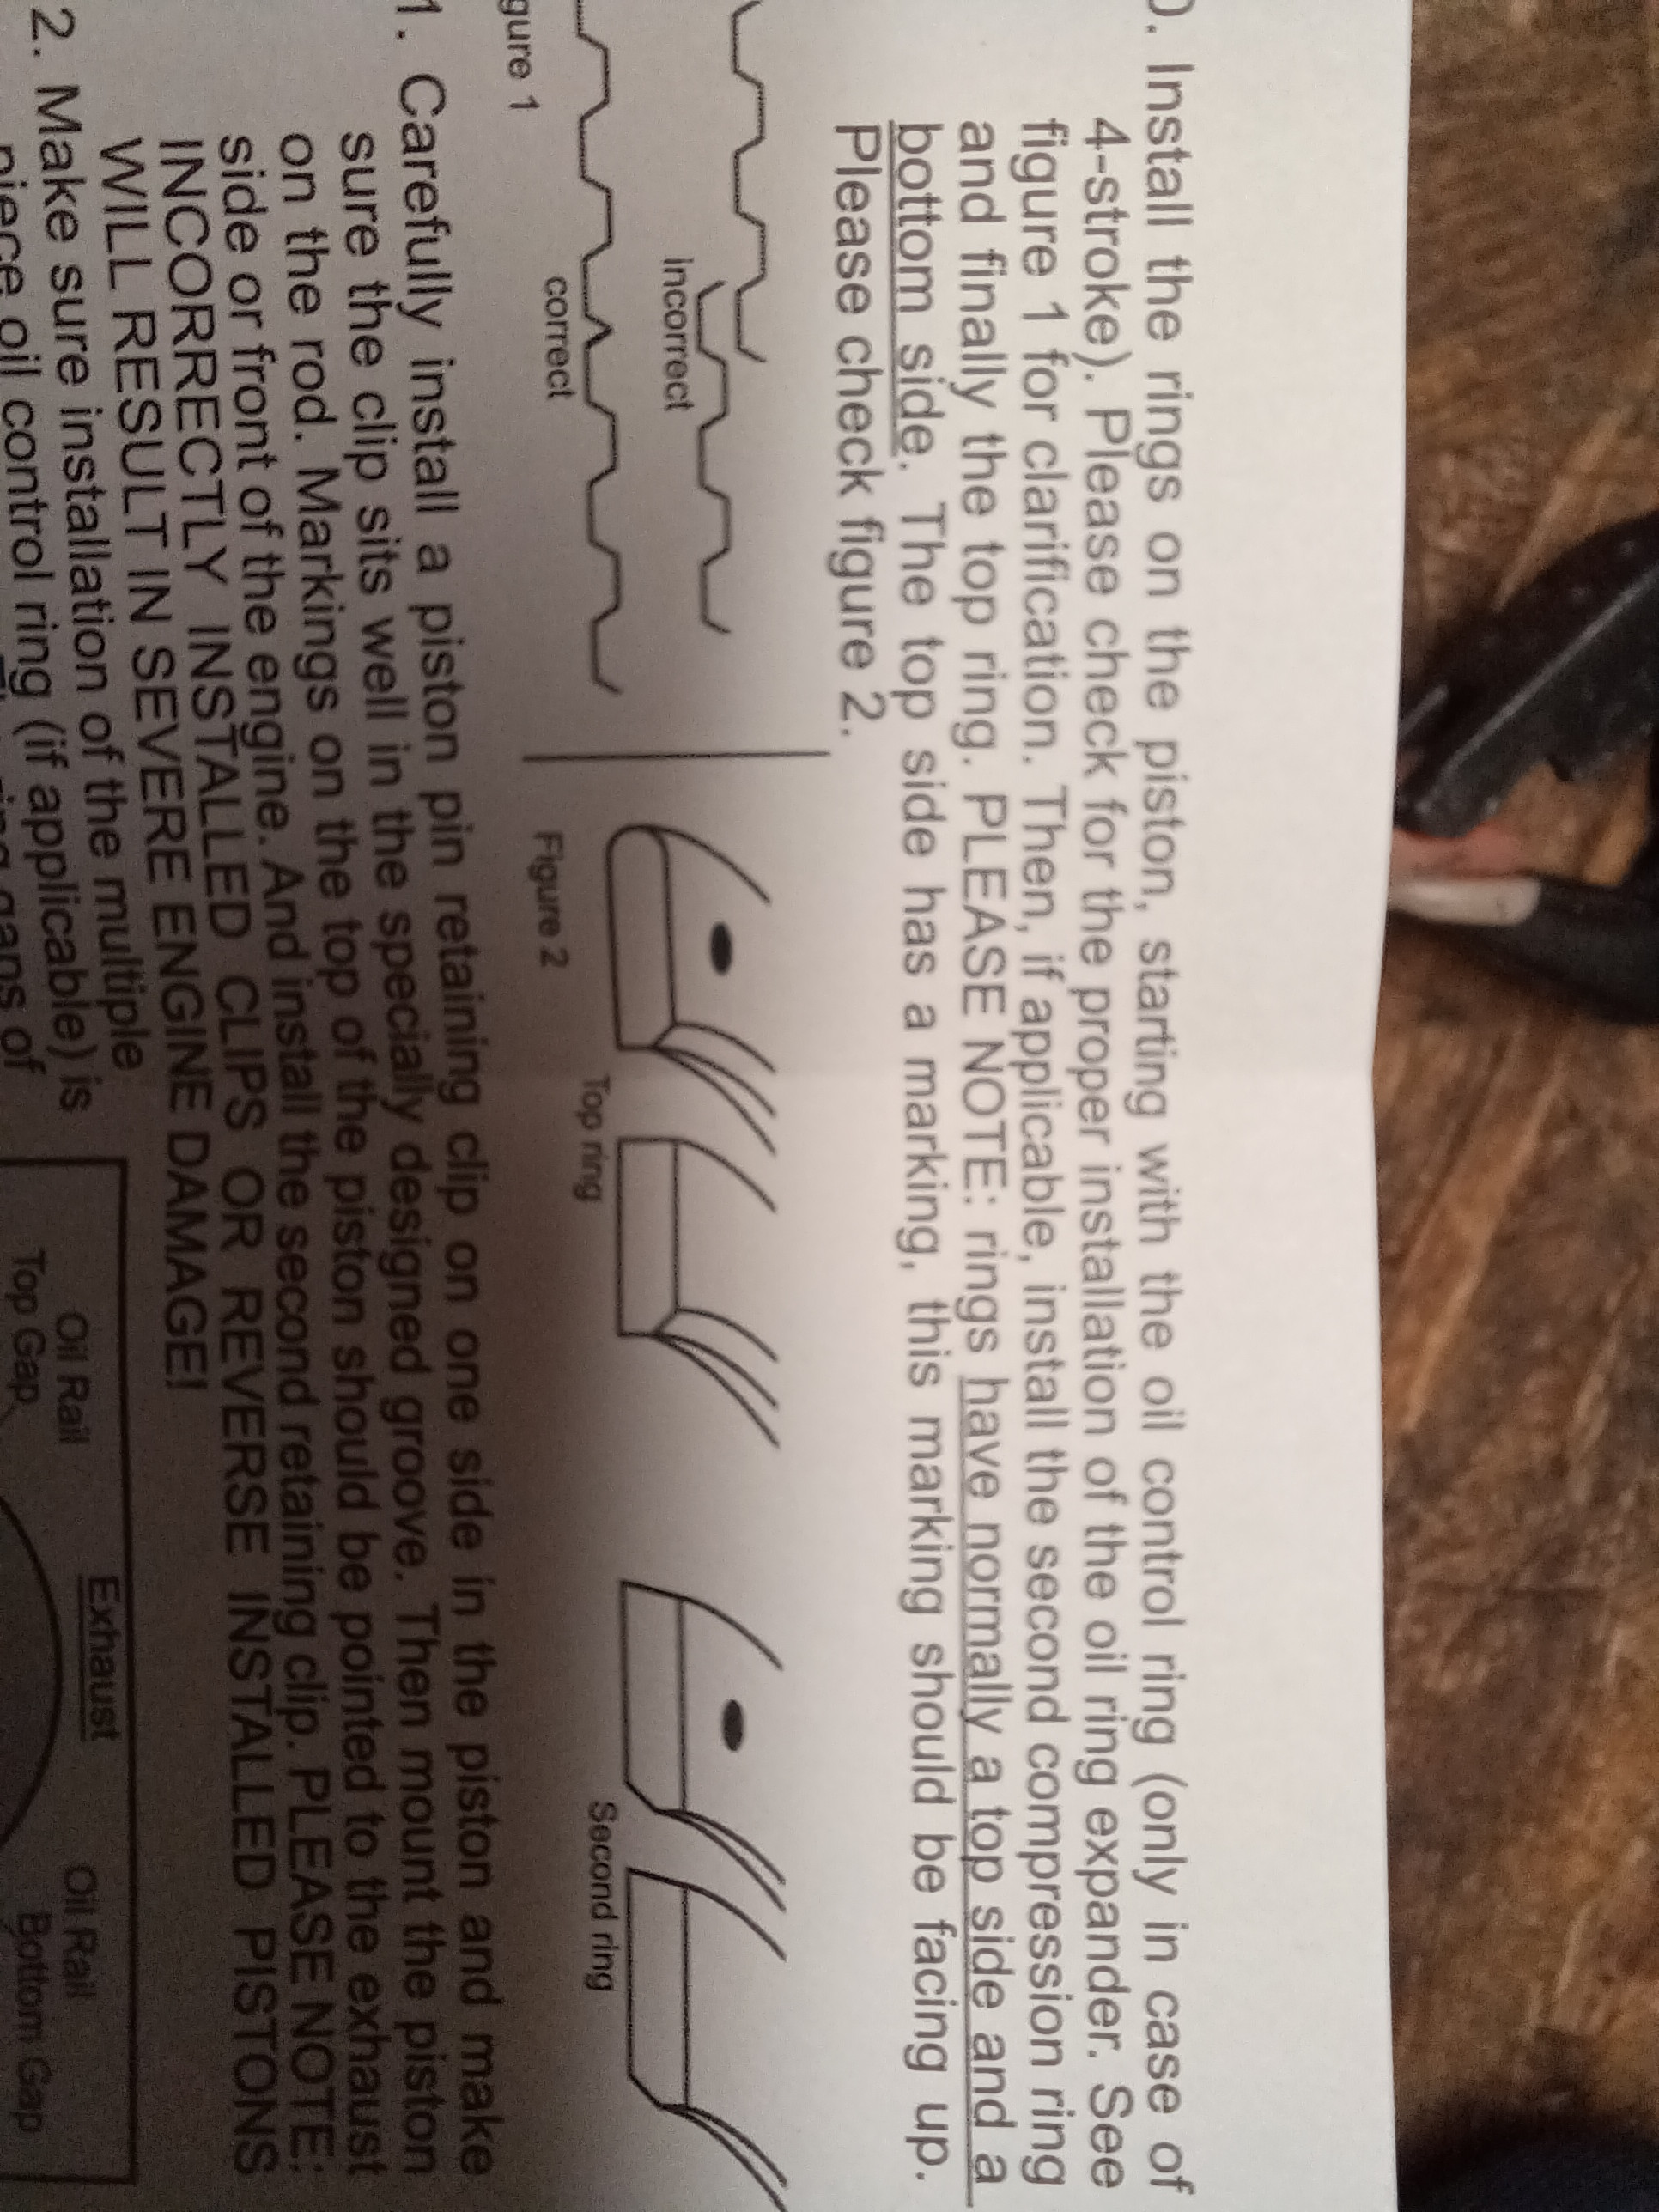 0. Install the rings on the piston, starting with the oil control ring (only in case of
4-stroke). Please check for the proper installation of the oil ring expander. See
figure 1 for clarification. Then, if applicable, install the second compression ring
and finally the top ring. PLEASE NOTE: rings have normally a top side and a
bottom side. The top side has a marking, this marking should be facing up.
Please check figure 2.
incorrect
correct
gure 1
Figure 2
Top ring
Second ring
1. Carefully install a piston pin retaining clip on one side in the piston and make
sure the clip sits well in the specially designed groove. Then mount the piston
on the rod. Markings on the top of the piston should be pointed to the exhaust
side or front of the engine. And install the second retaining clip. PLEASE NOTE:
INCORRECTLY INSTALLED CLIPS OR REVERSE INSTALLED PISTONS
WILL RESULT IN SEVERE ENGINE DAMAGE!
2. Make sure installation of the multiple
piece oil control ring (if applicable) is
gaps of
Oil Rail
Top Gap
Exhaust
Oil Rail
Bottom Gap